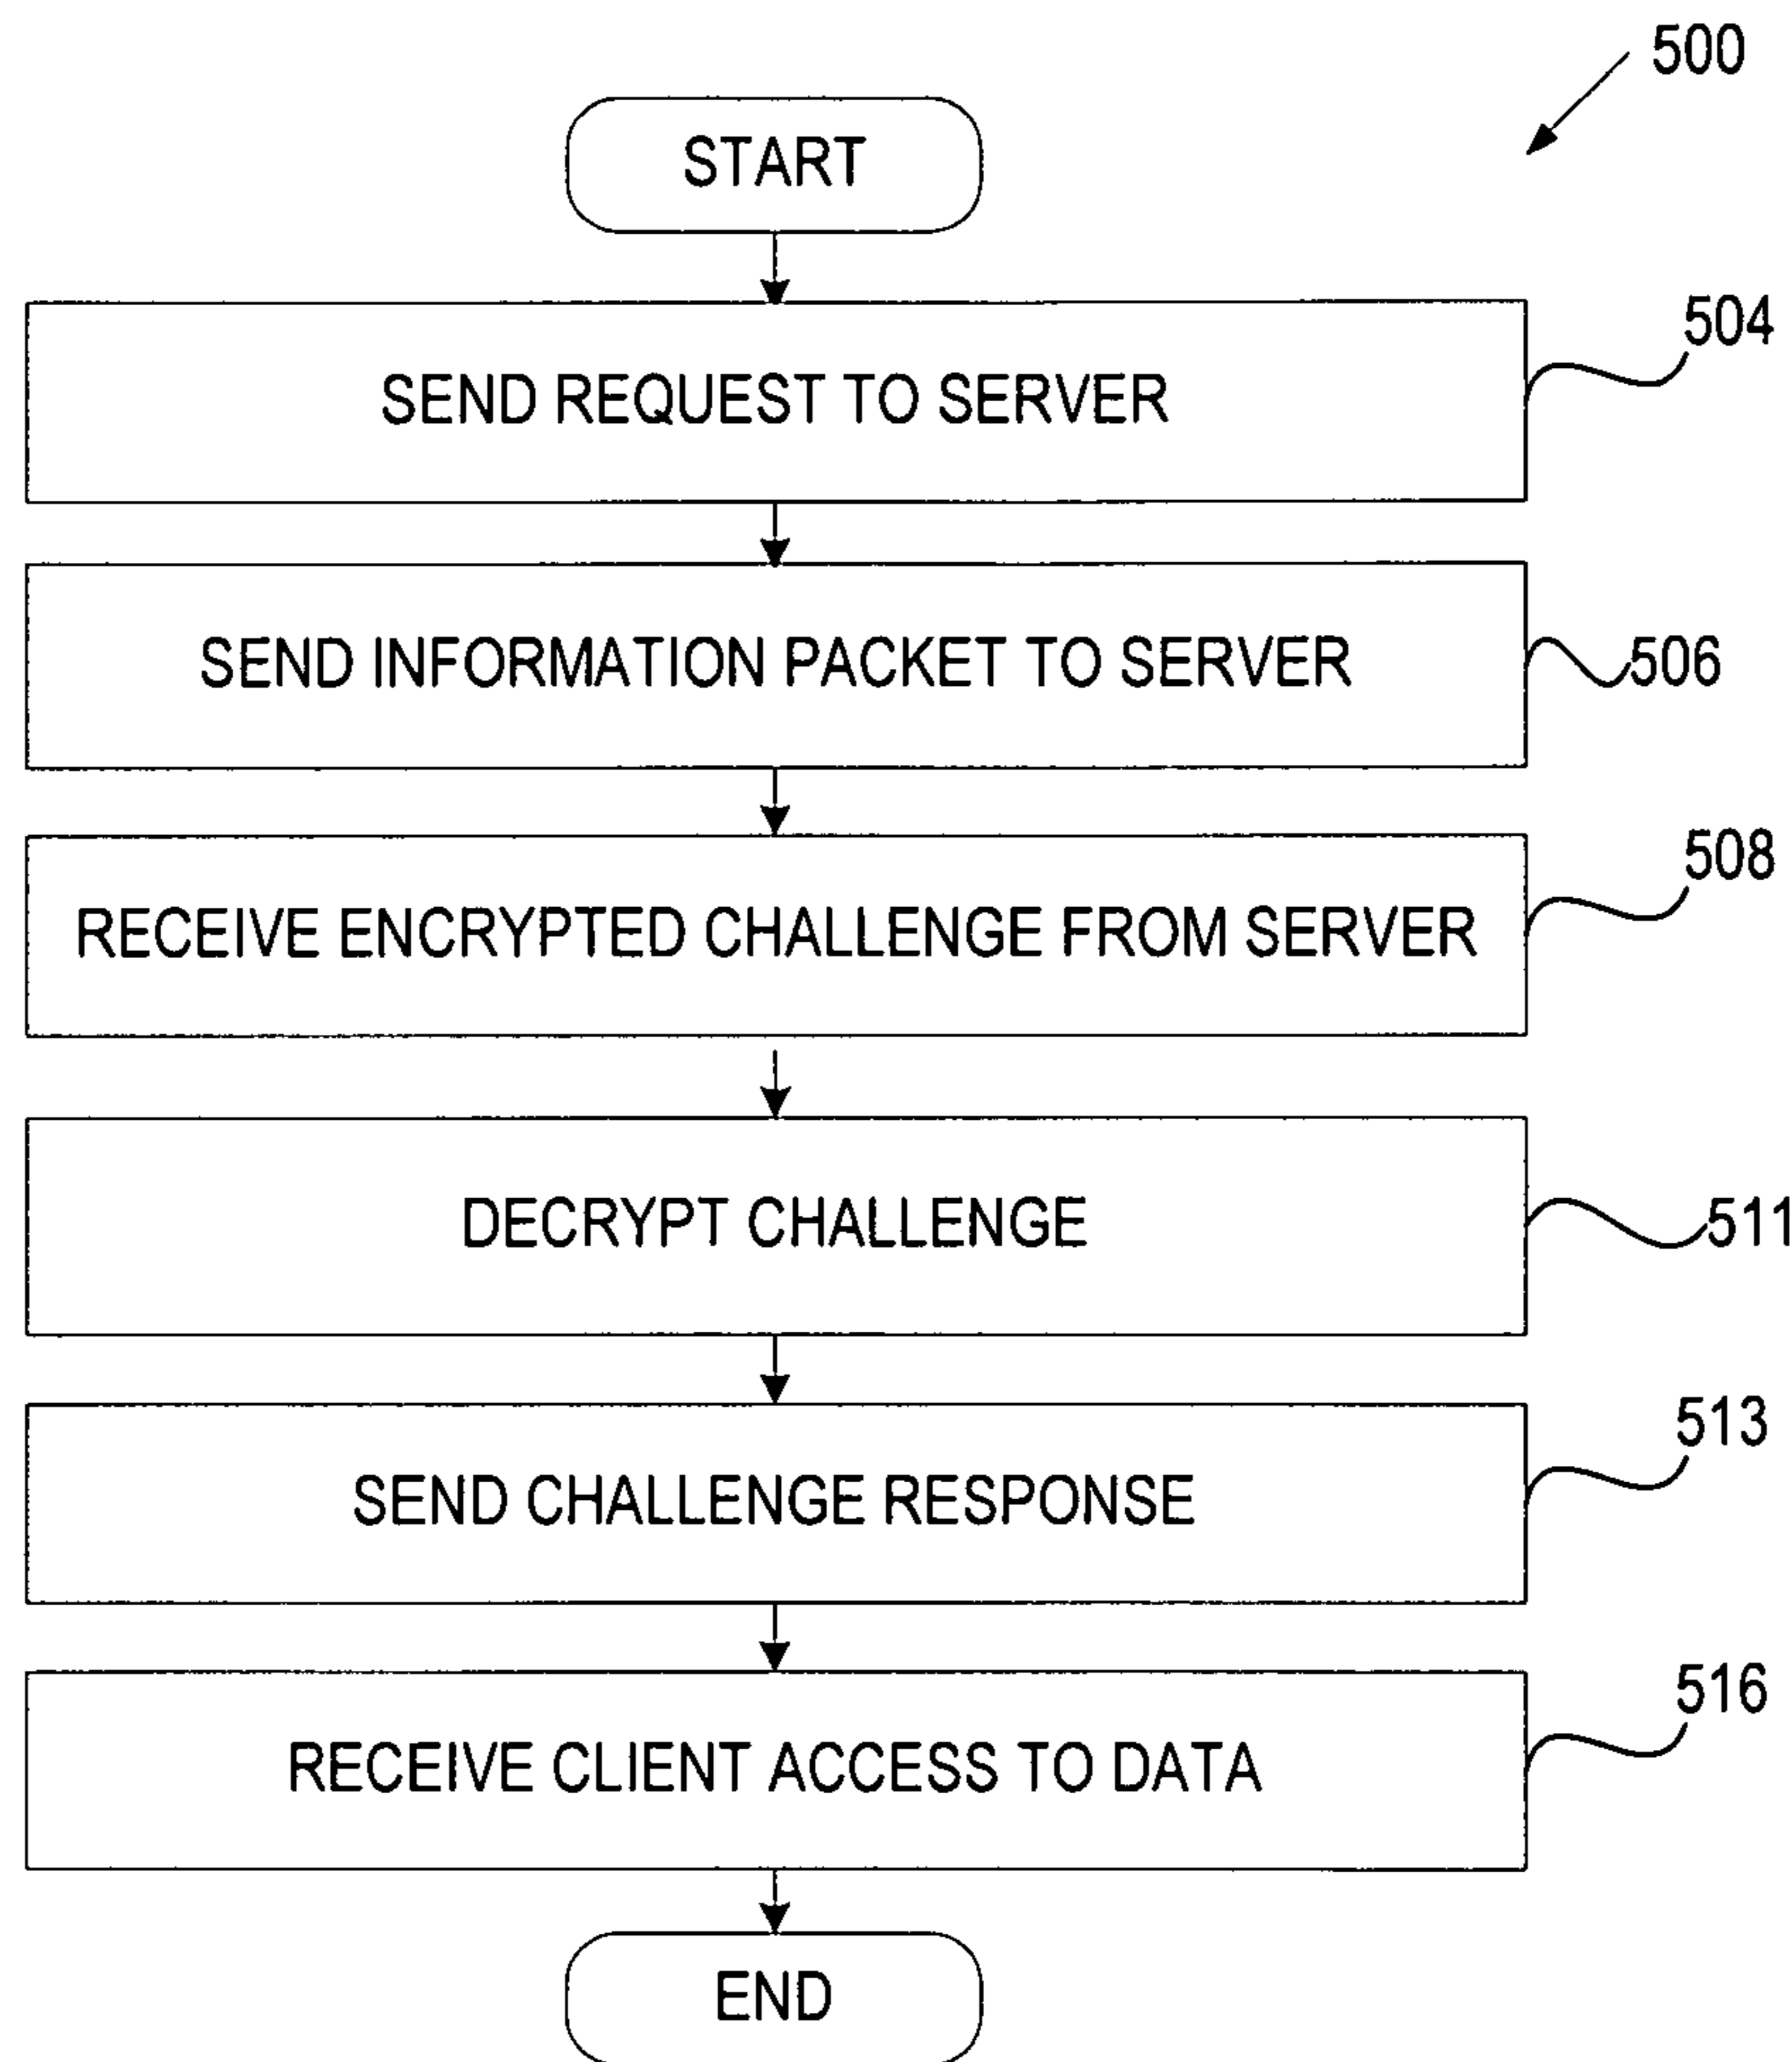 500
START
504
SEND REQUEST TO SERVER
SEND INFORMATION PACKET TO SERVER
506
508
RECEIVE ENCRYPTED CHALLENGE FROM SERVER
DECRYPT CHALLENGE
511
513
SEND CHALLENGE RESPONSE
516
RECEIVE CLIENT ACCESS TO DATA
END